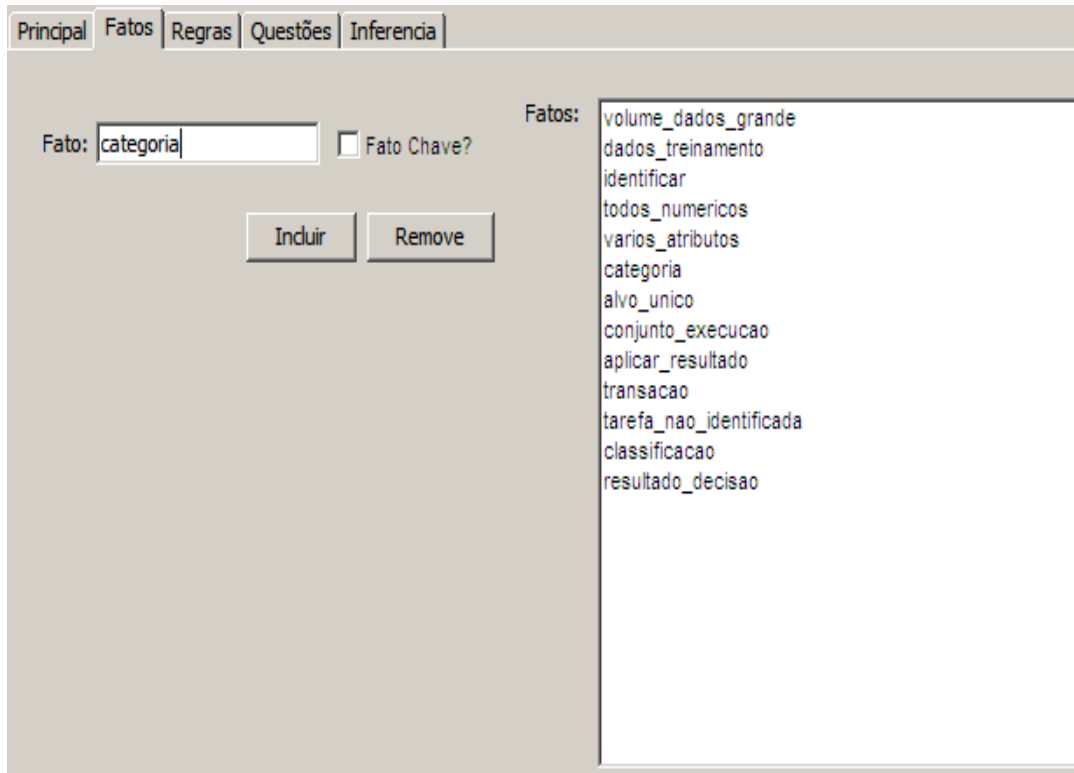 Principal Fatos Regras Questões Inferencia
Fato: categoria Fato Chave?
Incluir Remove
Fatos:
volume_dados_grande
dados_treinamento
identificar
todos_numericos
varios_atributos
categoria
alvo_unico
conjunto_execucao
aplicar_resultado
transacao
tarefa_nao_identificada
classificacao
resultado_decisao